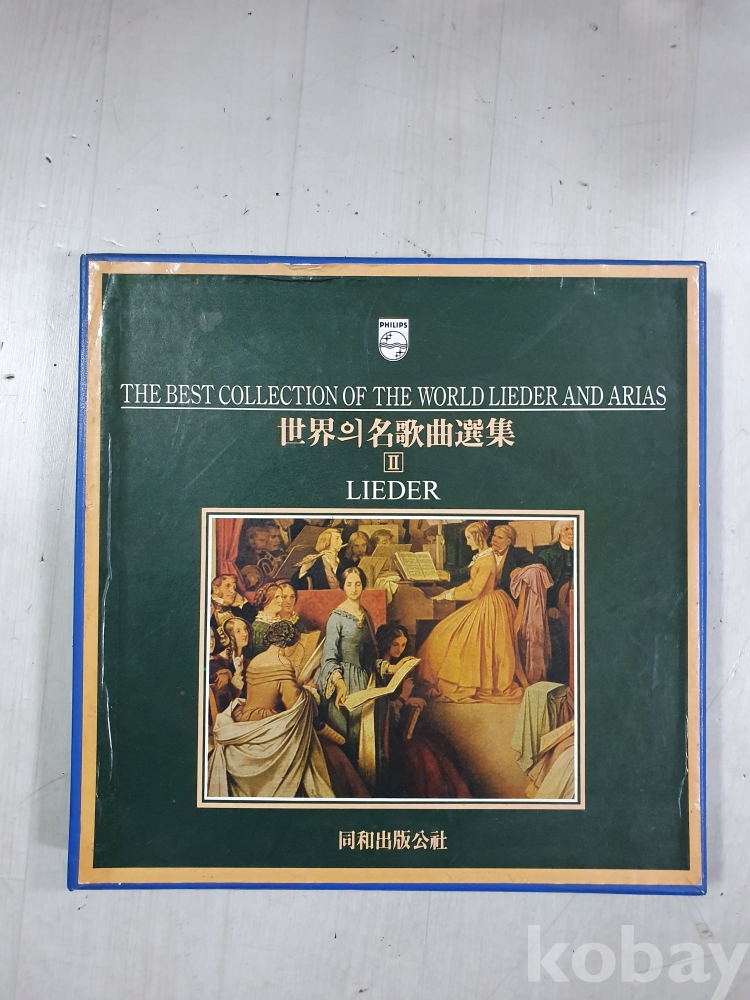 PHILIPS
THE BEST COLLECTION OF THE WORLD LIEDER AND ARIAS
世界의名歌曲選集
II
LIEDER
同和出版公社
kobay